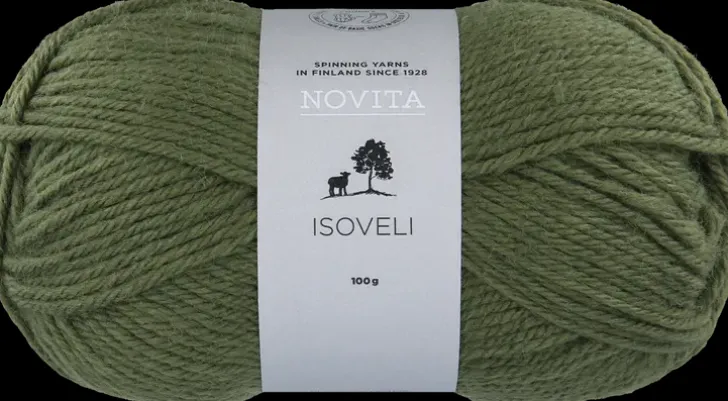 SPINNING YARNS
IN FINLAND SINCE 1928
NOVITA
ISOVELI
100g